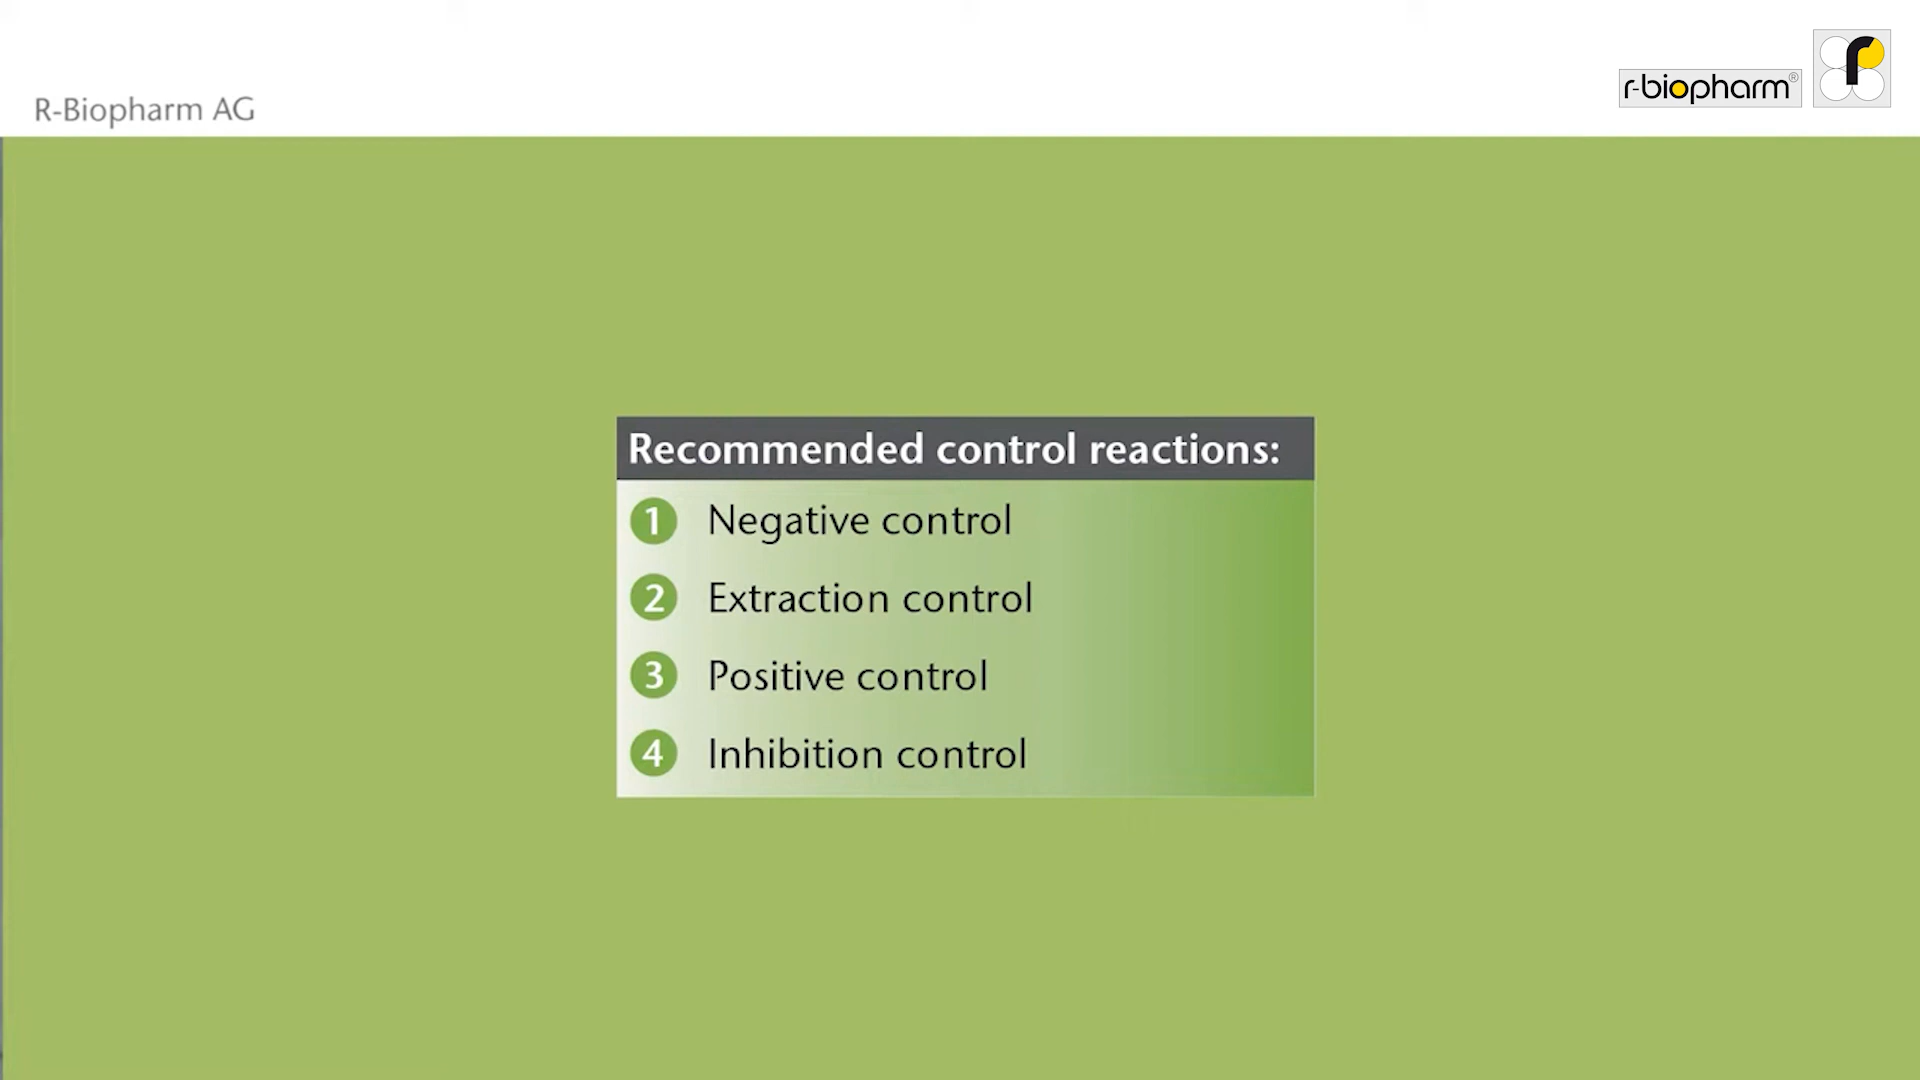 R-Biopharm AG
r-biopharm®
r
Recommended control reactions:
1 Negative control
2 Extraction control
3 Positive control
4 Inhibition control